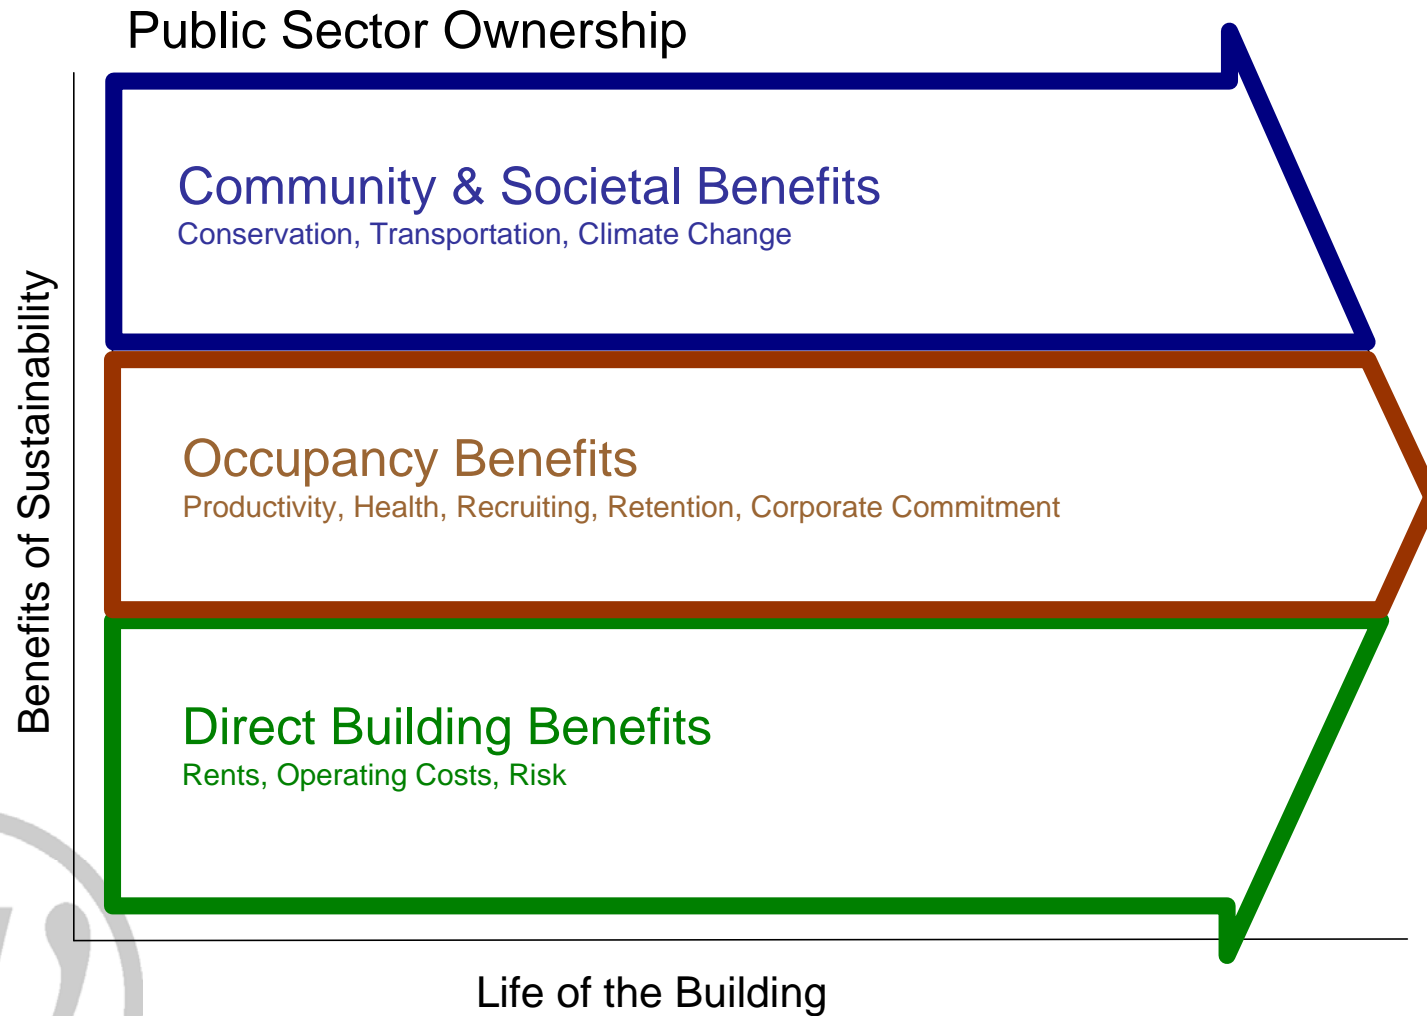 Public Sector Ownership
Community & Societal Benefits
Conservation, Transportation, Climate Change
Occupancy Benefits
Productivity, Health, Recruiting, Retention, Corporate Commitment
Direct Building Benefits
Rents, Operating Costs, Risk
Benefits of Sustainability
Life of the Building